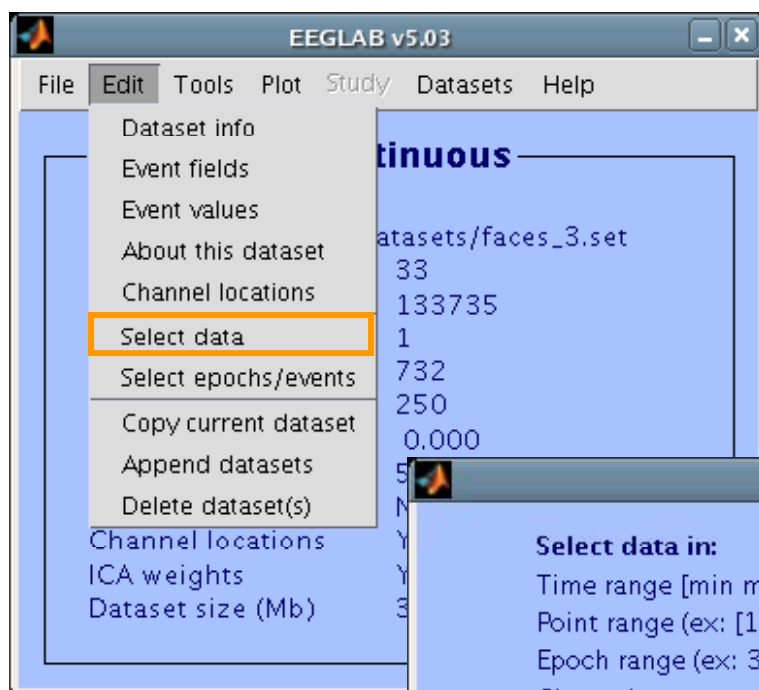 EEGLAB v5.03
File Edit Tools Plot Study Datasets Help
Dataset info
Event fields
Event values
About this dataset
Channel locations
Select data
Select epochs/events
Copy current dataset
Append datasets
Delete dataset(s)
tinuous
atasets/faces_3.set
33
133735
1
732
250
0.000
5
N
Channel locations Y
ICA weights Y
Dataset size (Mb) 3
Select data in:
Time range [min m
Point range (ex: [1
Epoch range (ex: 3